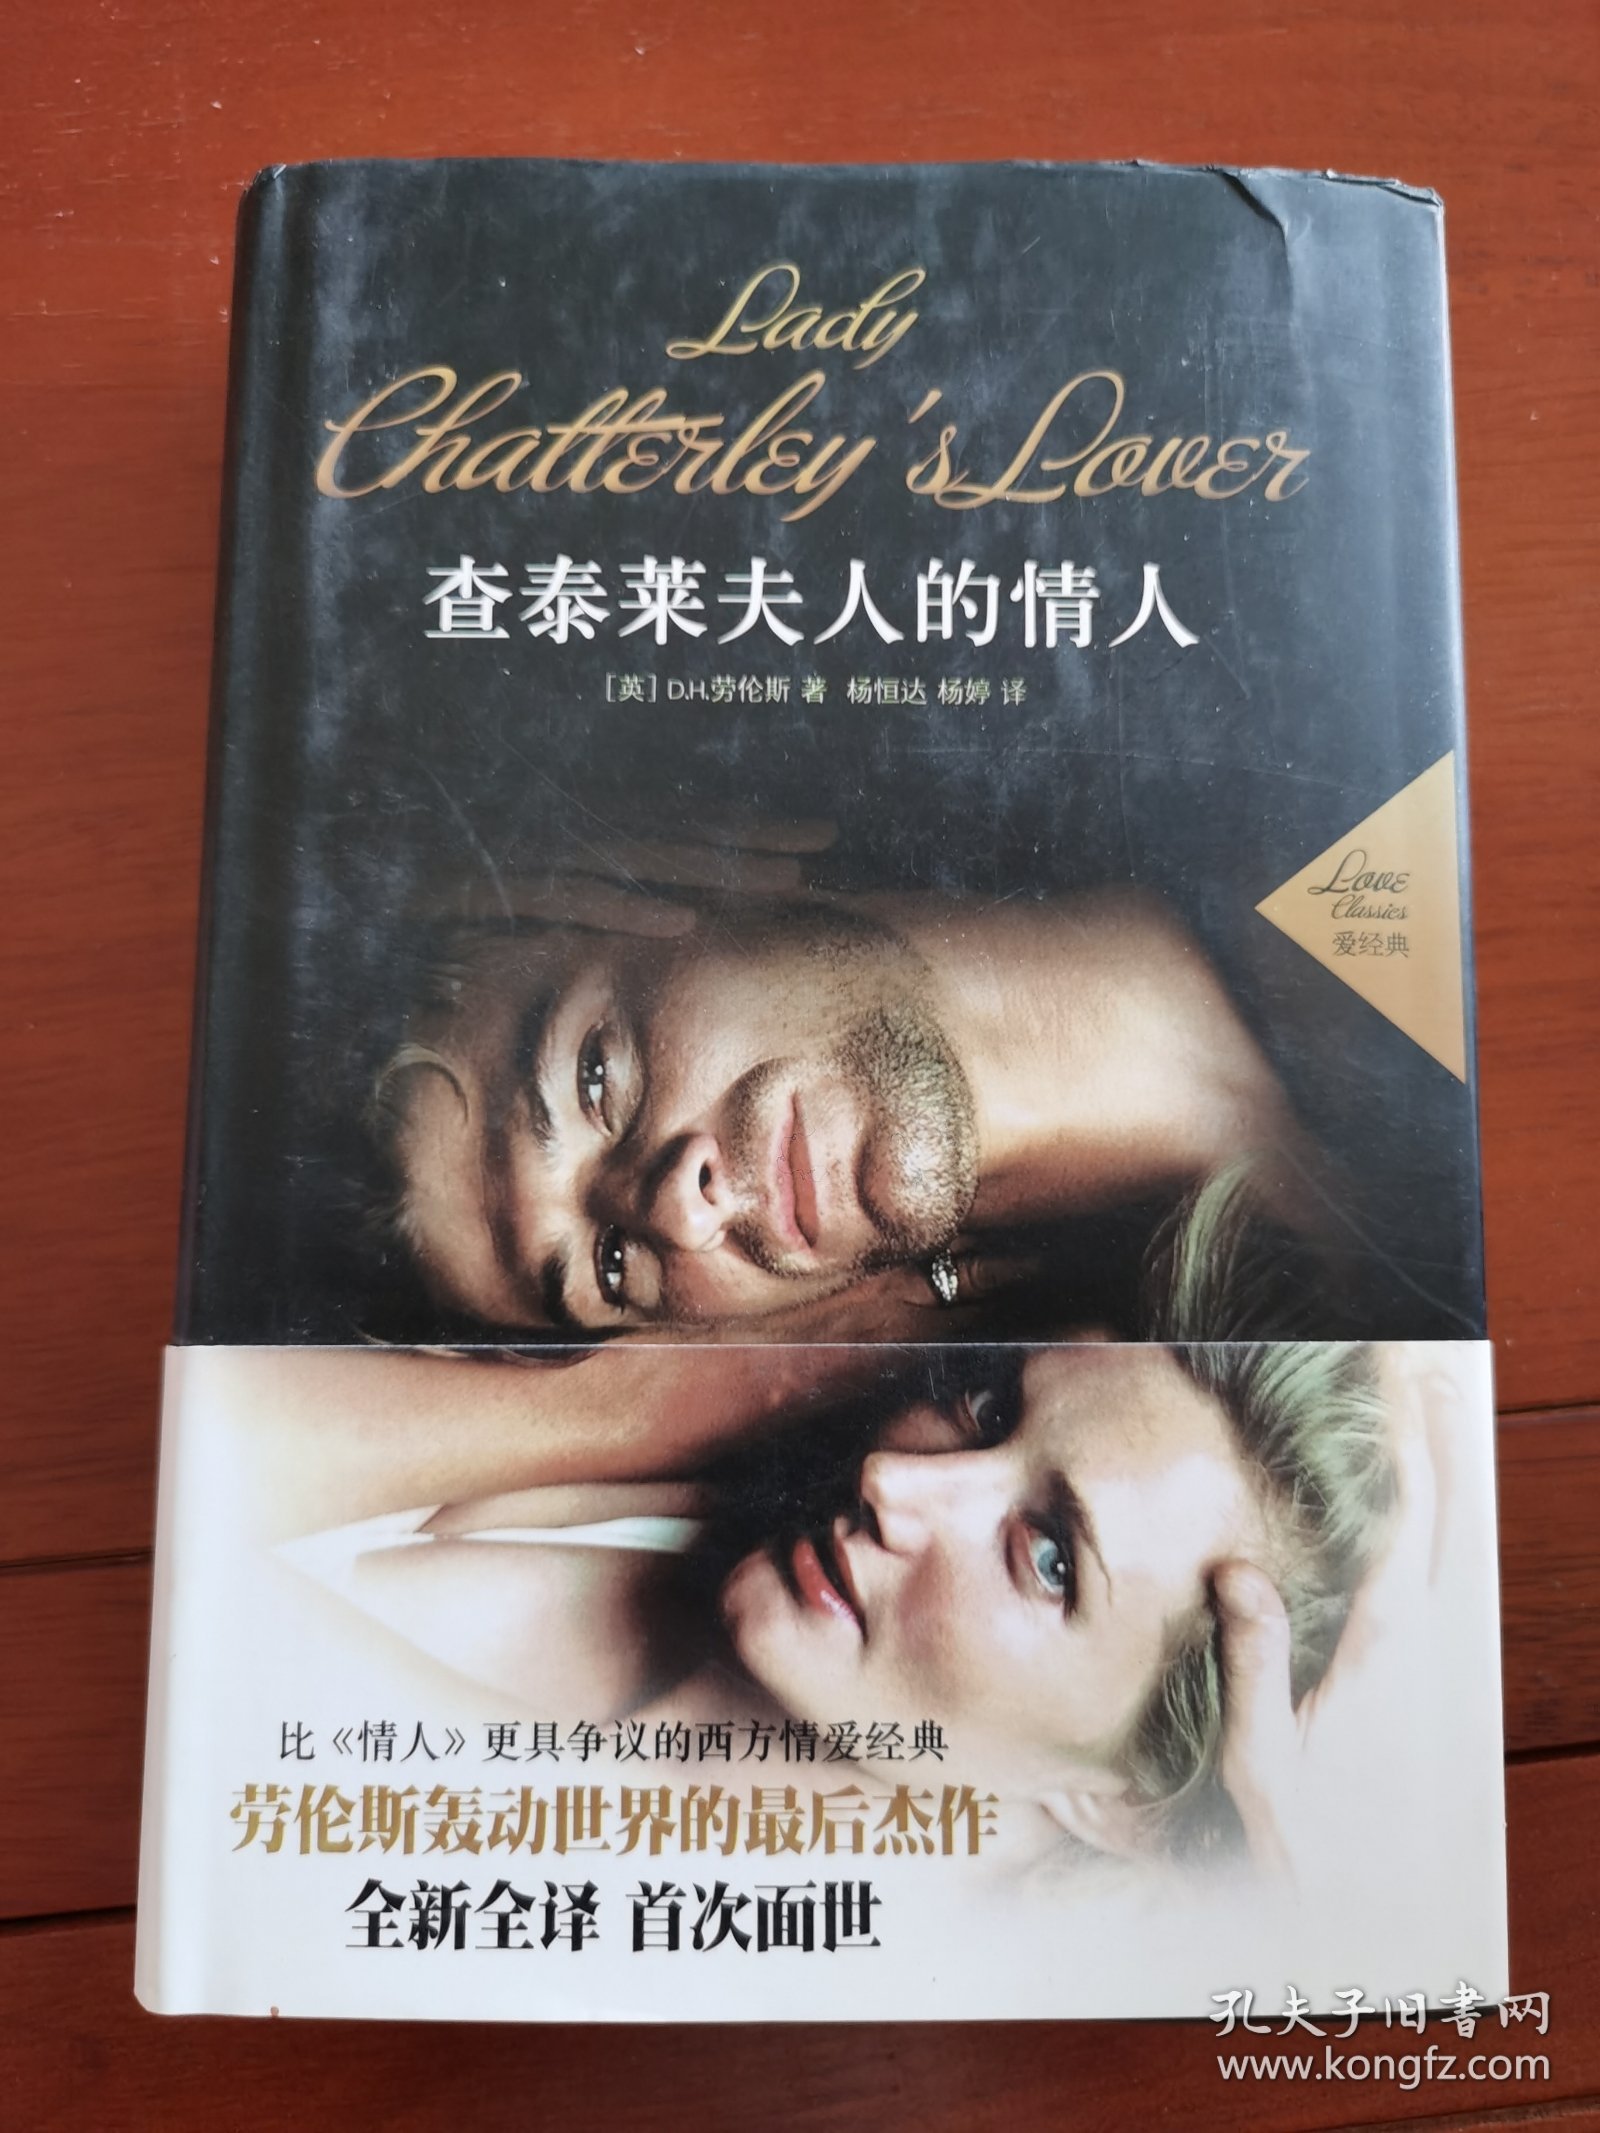 Lady
Chatterley's Lover
查泰莱夫人的情人
[英] D.H.劳伦斯 著 杨恒达 杨婷 译
Love
Classics
爱经典
比《情人》更具争议的西方情爱经典
劳伦斯轰动世界的最后杰作
全新全译 首次面世
孔夫子旧書网
www.kongfz.com